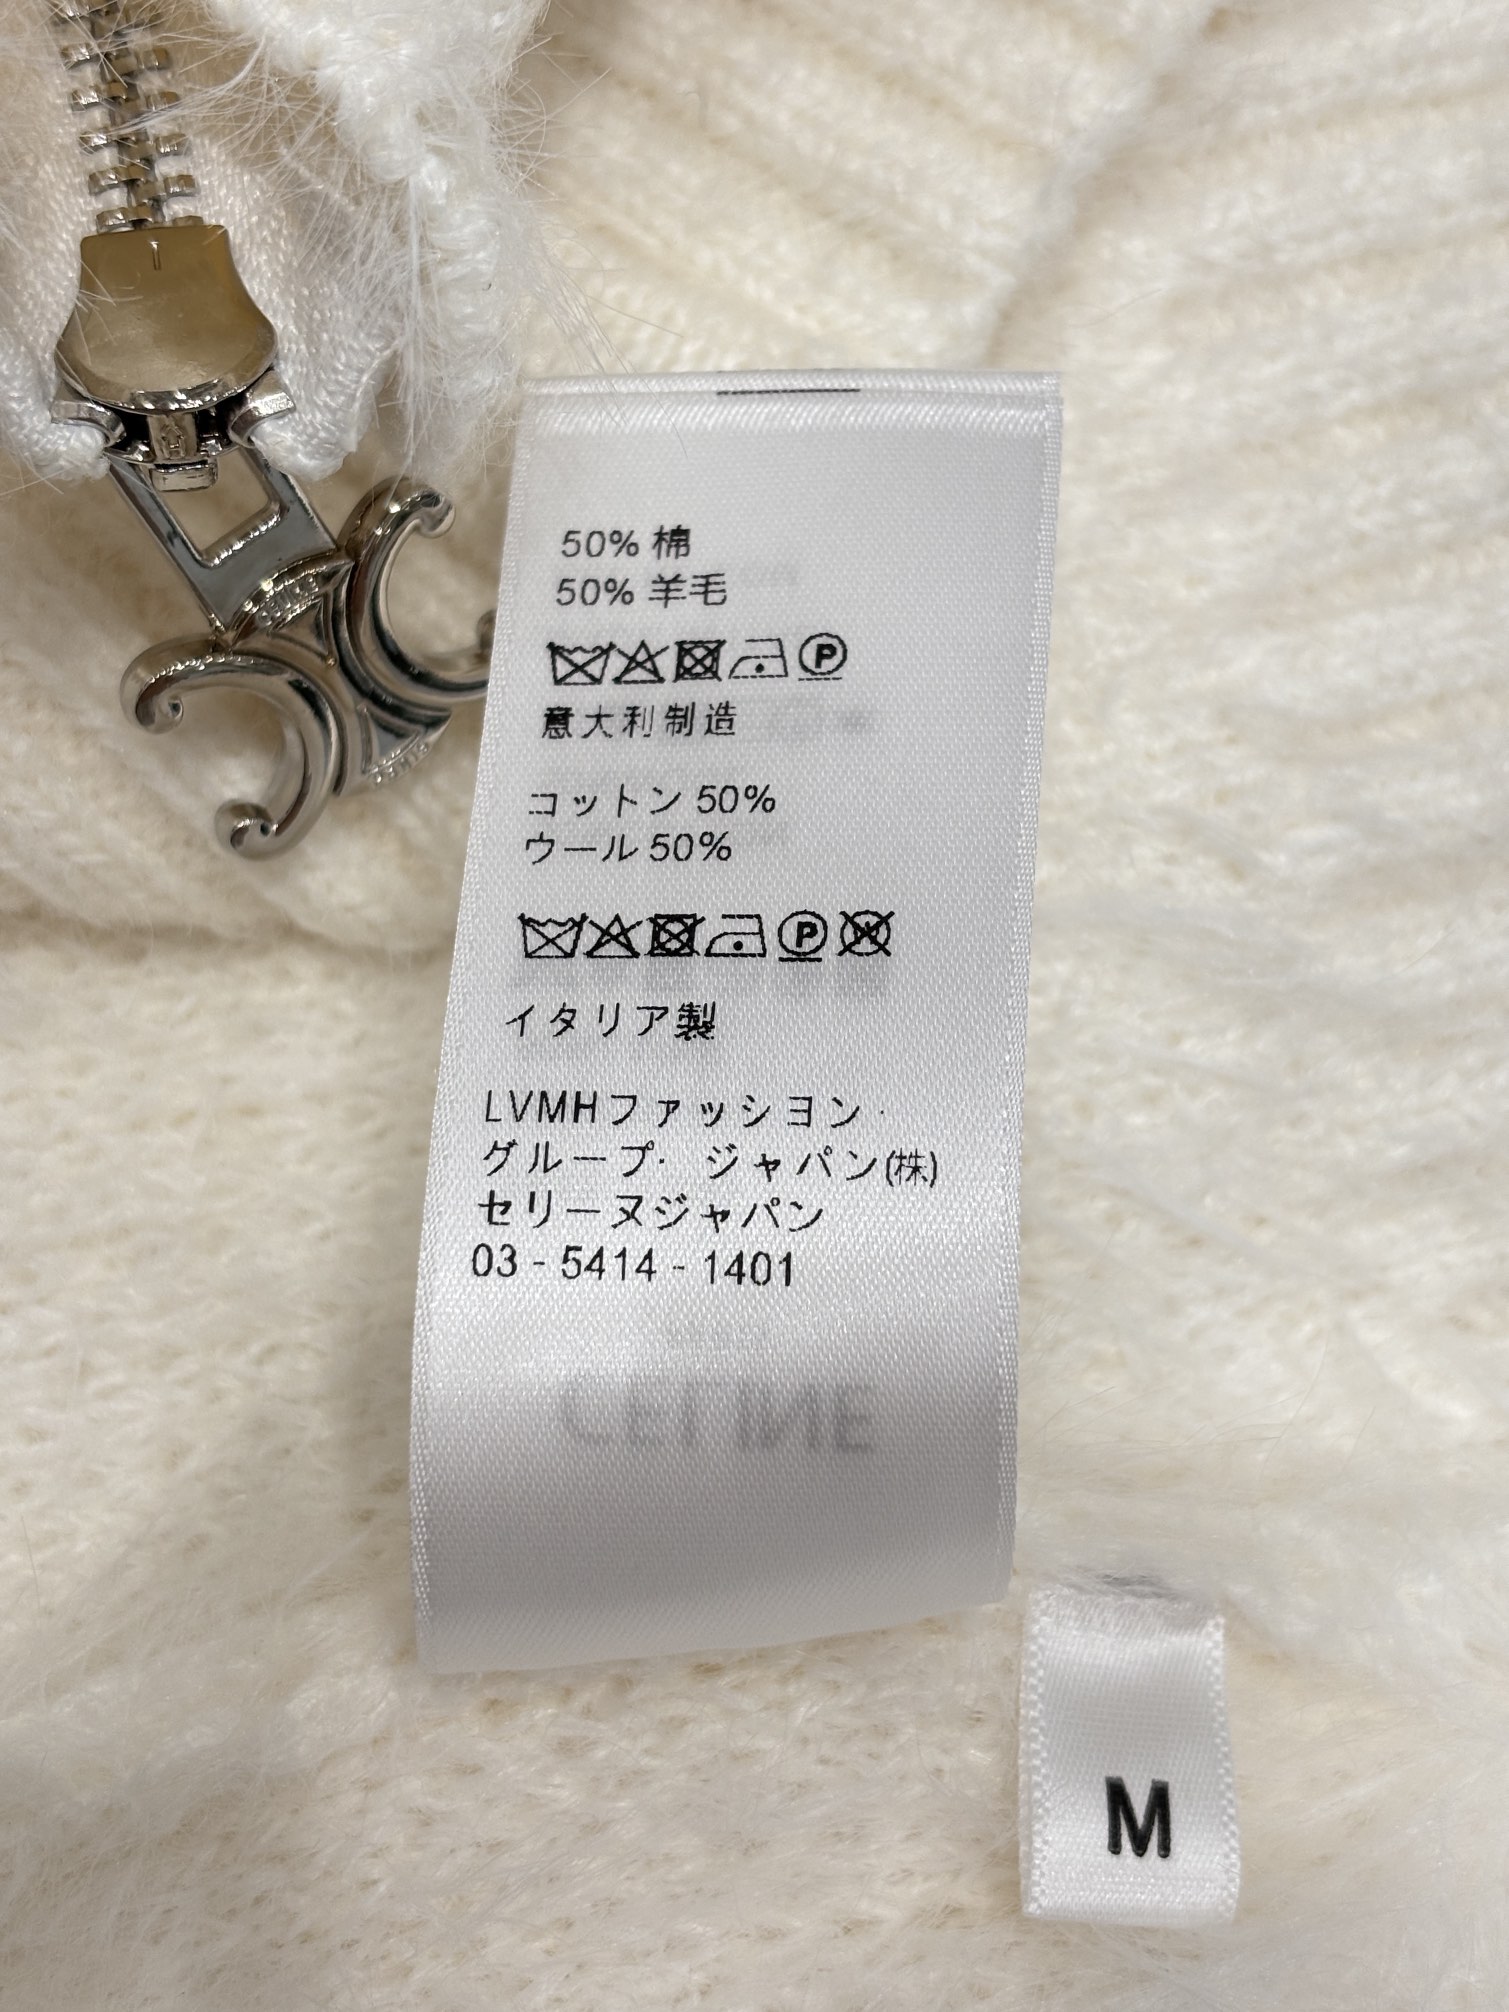 50% 棉
50% 羊毛
P
意大利制造
コットン 50%
ウール 50%
P W
イタリア製
LVMHファッション・
グループ・ ジャパン(株)
セリーヌジャパン
03 - 5414 - 1401
M